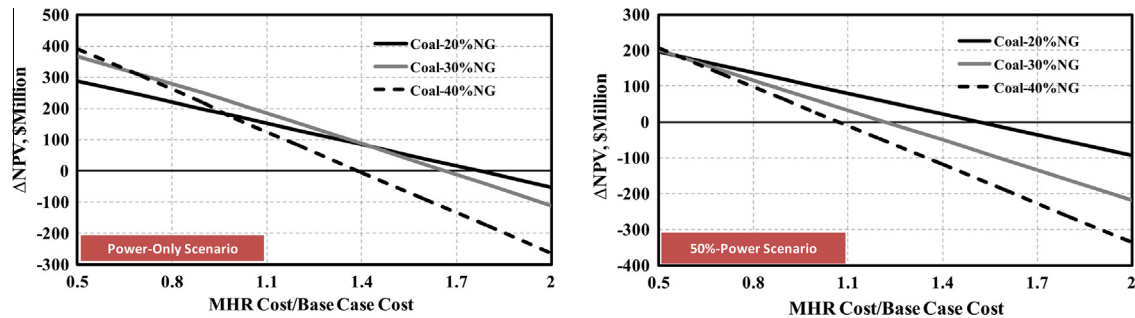 500
400
300
200
100
0
-100
-200
-300
ΔNPV, $Million
Coal-20%NG
Coal-30%NG
Coal-40%NG
Power-Only Scenario
0.5 0.8 1.1 1.4 1.7 2
MHR Cost/Base Case Cost
300
200
100
0
-100
-200
-300
-400
ΔNPV, $Million
Coal-20%NG
Coal-30%NG
Coal-40%NG
50%-Power Scenario
0.5 0.8 1.1 1.4 1.7 2
MHR Cost/Base Case Cost